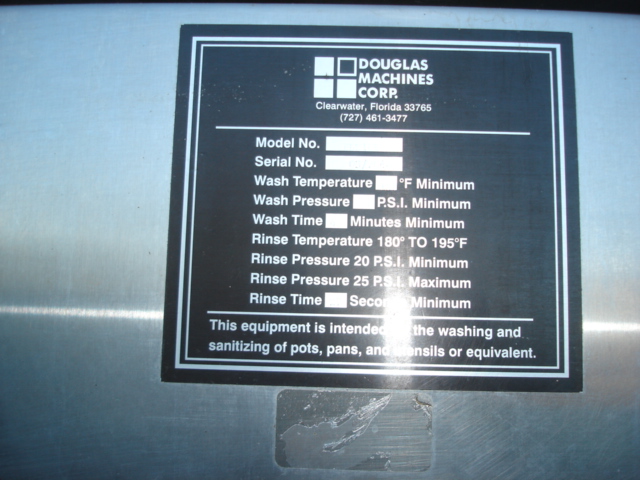 DOUGLAS
MACHINES
CORP.
Clearwater, Florida 33765
(727) 461-3477
Model No.
Serial No.
Wash Temperature °F Minimum
Wash Pressure P.S.I. Minimum
Wash Time Minutes Minimum
Rinse Temperature 180° TO 195°F
Rinse Pressure 20 P.S.I. Minimum
Rinse Pressure 25 P.S.I. Maximum
Rinse Time Seconds Minimum
This equipment is intended the washing and
sanitizing of pots, pans, and utensils or equivalent.